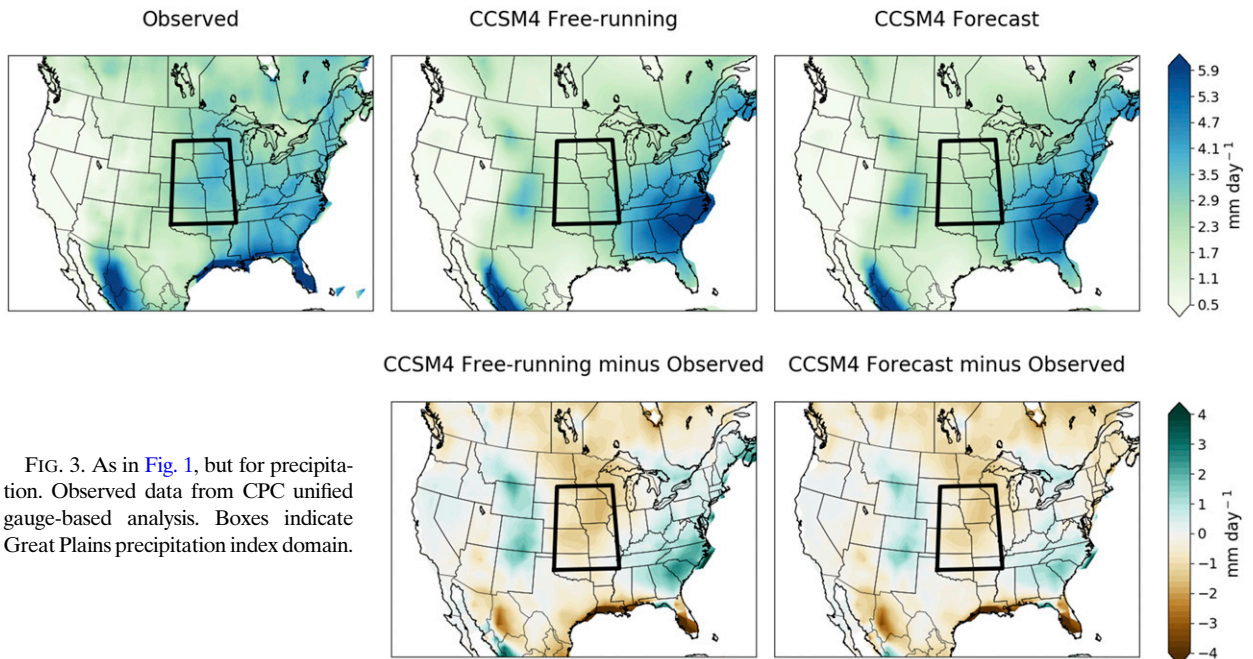 Observed
CCSM4 Free-running
CCSM4 Forecast
5.9
5.3
4.7
4.1
3.5
2.9
2.3
1.7
1.1
0.5
mm day⁻¹
CCSM4 Free-running minus Observed
CCSM4 Forecast minus Observed
4
3
2
1
0
−1
−2
−3
−4
mm day⁻¹
FIG. 3. As in Fig. 1, but for precipita-
tion. Observed data from CPC unified
gauge-based analysis. Boxes indicate
Great Plains precipitation index domain.